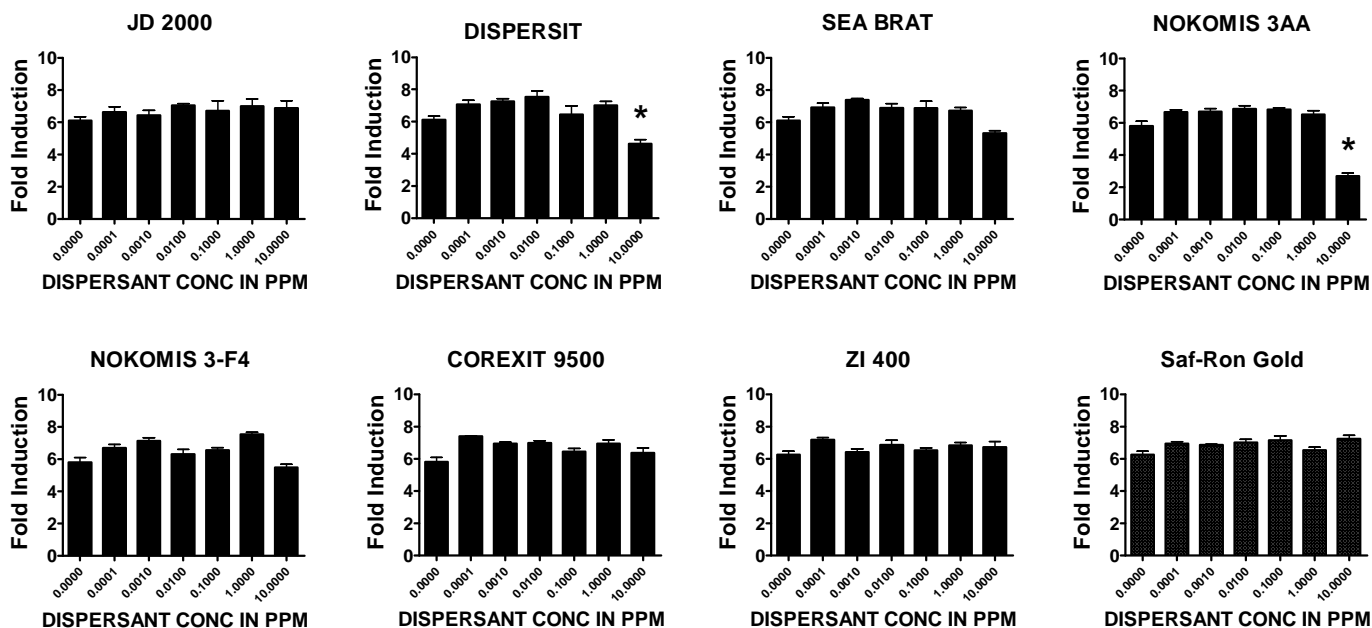 JD 2000
DISPERSIT
SEA BRAT
NOKOMIS 3AA
Fold Induction
10
8
6
4
2
0
*
0.0000 0.0001 0.0010 0.0100 0.1000 1.0000 10.0000
DISPERSANT CONC IN PPM
Fold Induction
10
8
6
4
2
0
0.0000 0.0001 0.0010 0.0100 0.1000 1.0000 10.0000
DISPERSANT CONC IN PPM
Fold Induction
10
8
6
4
2
0
0.0000 0.0001 0.0010 0.0100 0.1000 1.0000 10.0000
DISPERSANT CONC IN PPM
Fold Induction
10
8
6
4
2
0
*
0.0000 0.0001 0.0010 0.0100 0.1000 1.0000 10.0000
DISPERSANT CONC IN PPM
NOKOMIS 3-F4
COREXIT 9500
ZI 400
Saf-Ron Gold
Fold Induction
10
8
6
4
2
0
0.0000 0.0001 0.0010 0.0100 0.1000 1.0000 10.0000
DISPERSANT CONC IN PPM
Fold Induction
10
8
6
4
2
0
0.0000 0.0001 0.0010 0.0100 0.1000 1.0000 10.0000
DISPERSANT CONC IN PPM
Fold Induction
10
8
6
4
2
0
0.0000 0.0001 0.0010 0.0100 0.1000 1.0000 10.0000
DISPERSANT CONC IN PPM
Fold Induction
10
8
6
4
2
0
0.0000 0.0001 0.0010 0.0100 0.1000 1.0000 10.0000
DISPERSANT CONC IN PPM